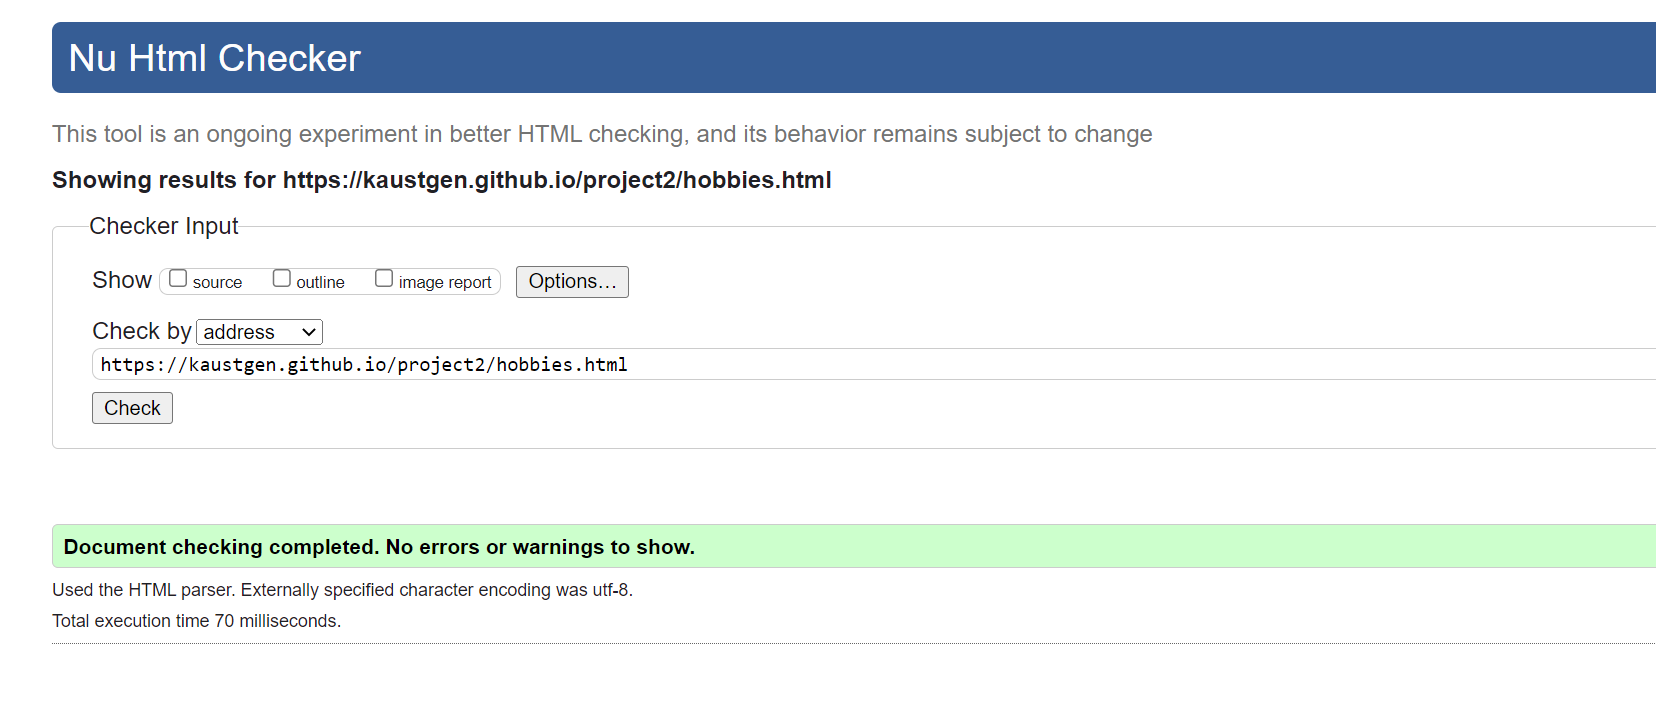 Nu Html Checker
This tool is an ongoing experiment in better HTML checking, and its behavior remains subject to change
Showing results for https://kaustgen.github.io/project2/hobbies.html
Checker Input
Show source outline image report Options…
Check by address
https://kaustgen.github.io/project2/hobbies.html
Check
Document checking completed. No errors or warnings to show.
Used the HTML parser. Externally specified character encoding was utf-8.
Total execution time 70 milliseconds.